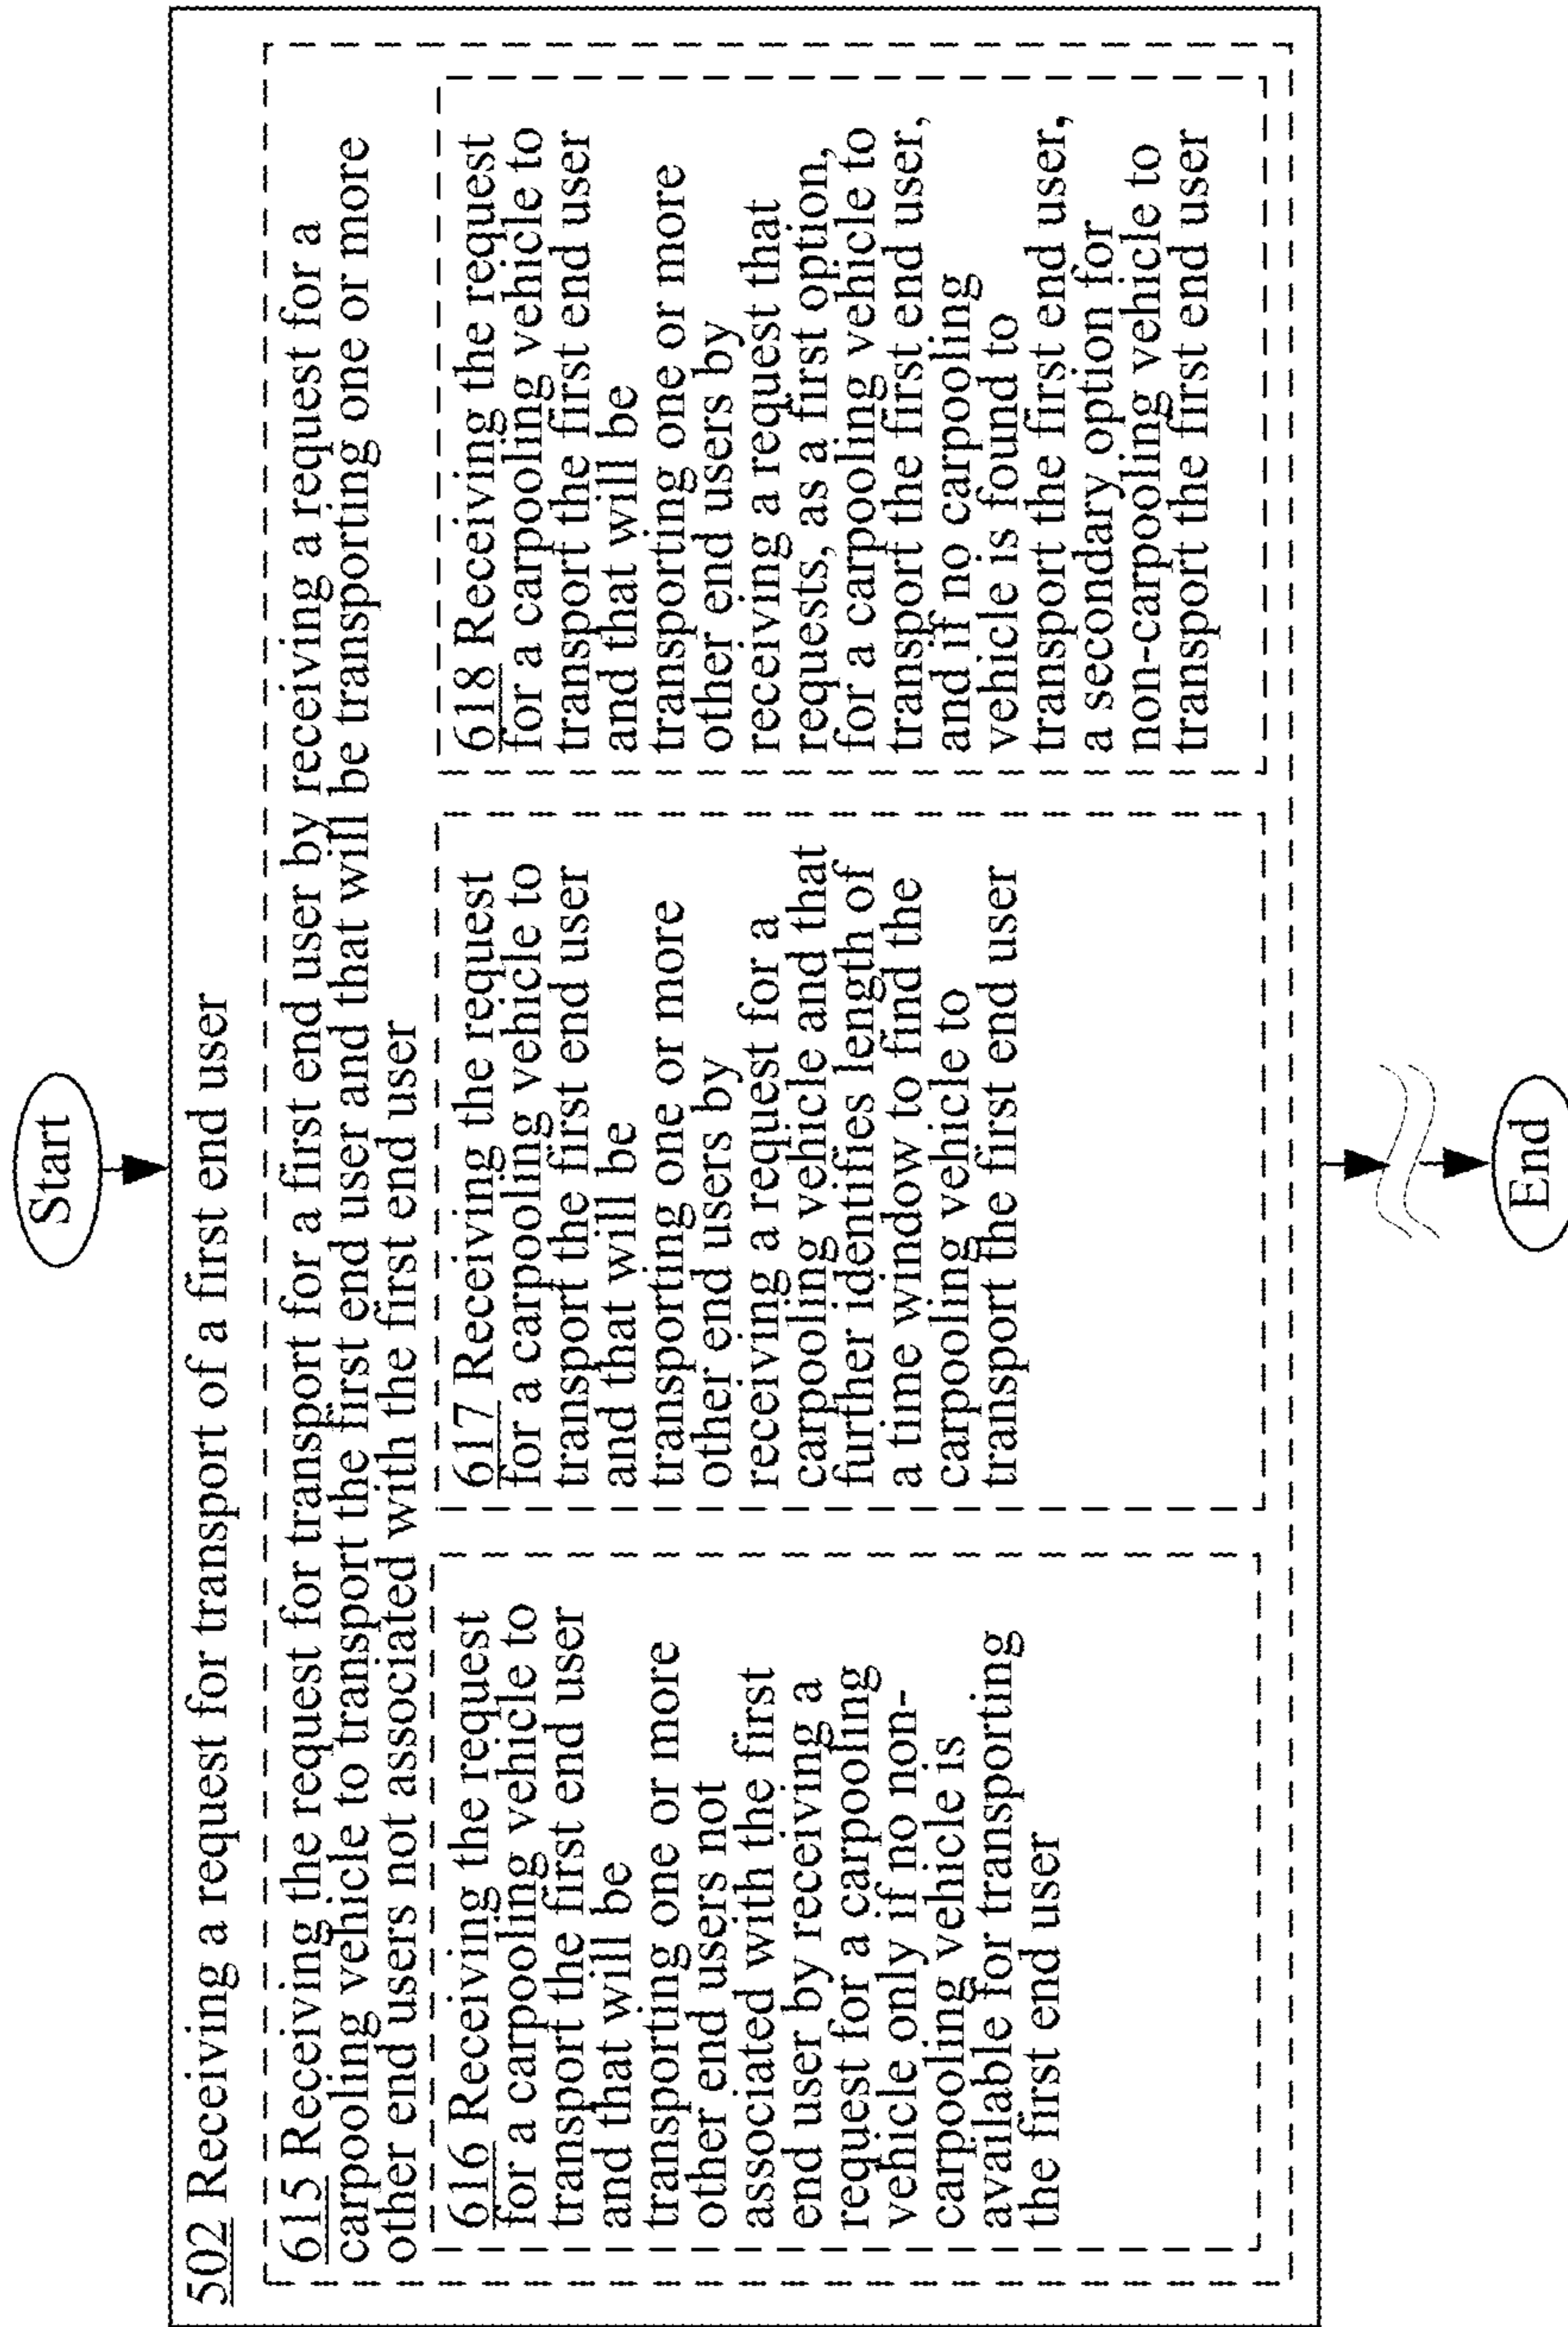 Start
502 Receiving a request for transport of a first end user
615 Receiving the request for transport for a first end user by receiving a request for a
carpooling vehicle to transport the first end user and that will be transporting one or more
other end users not associated with the first end user
616 Receiving the request
for a carpooling vehicle to
transport the first end user
and that will be
transporting one or more
other end users not
associated with the first
end user by receiving a
request for a carpooling
vehicle only if no non-
carpooling vehicle is
available for transporting
the first end user
617 Receiving the request
for a carpooling vehicle to
transport the first end user
and that will be
transporting one or more
other end users by
receiving a request for a
carpooling vehicle and that
further identifies length of
a time window to find the
carpooling vehicle to
transport the first end user
618 Receiving the request
for a carpooling vehicle to
transport the first end user
and that will be
transporting one or more
other end users by
receiving a request that
requests, as a first option,
for a carpooling vehicle to
transport the first end user,
and if no carpooling
vehicle is found to
transport the first end user,
a secondary option for
non-carpooling vehicle to
transport the first end user
End